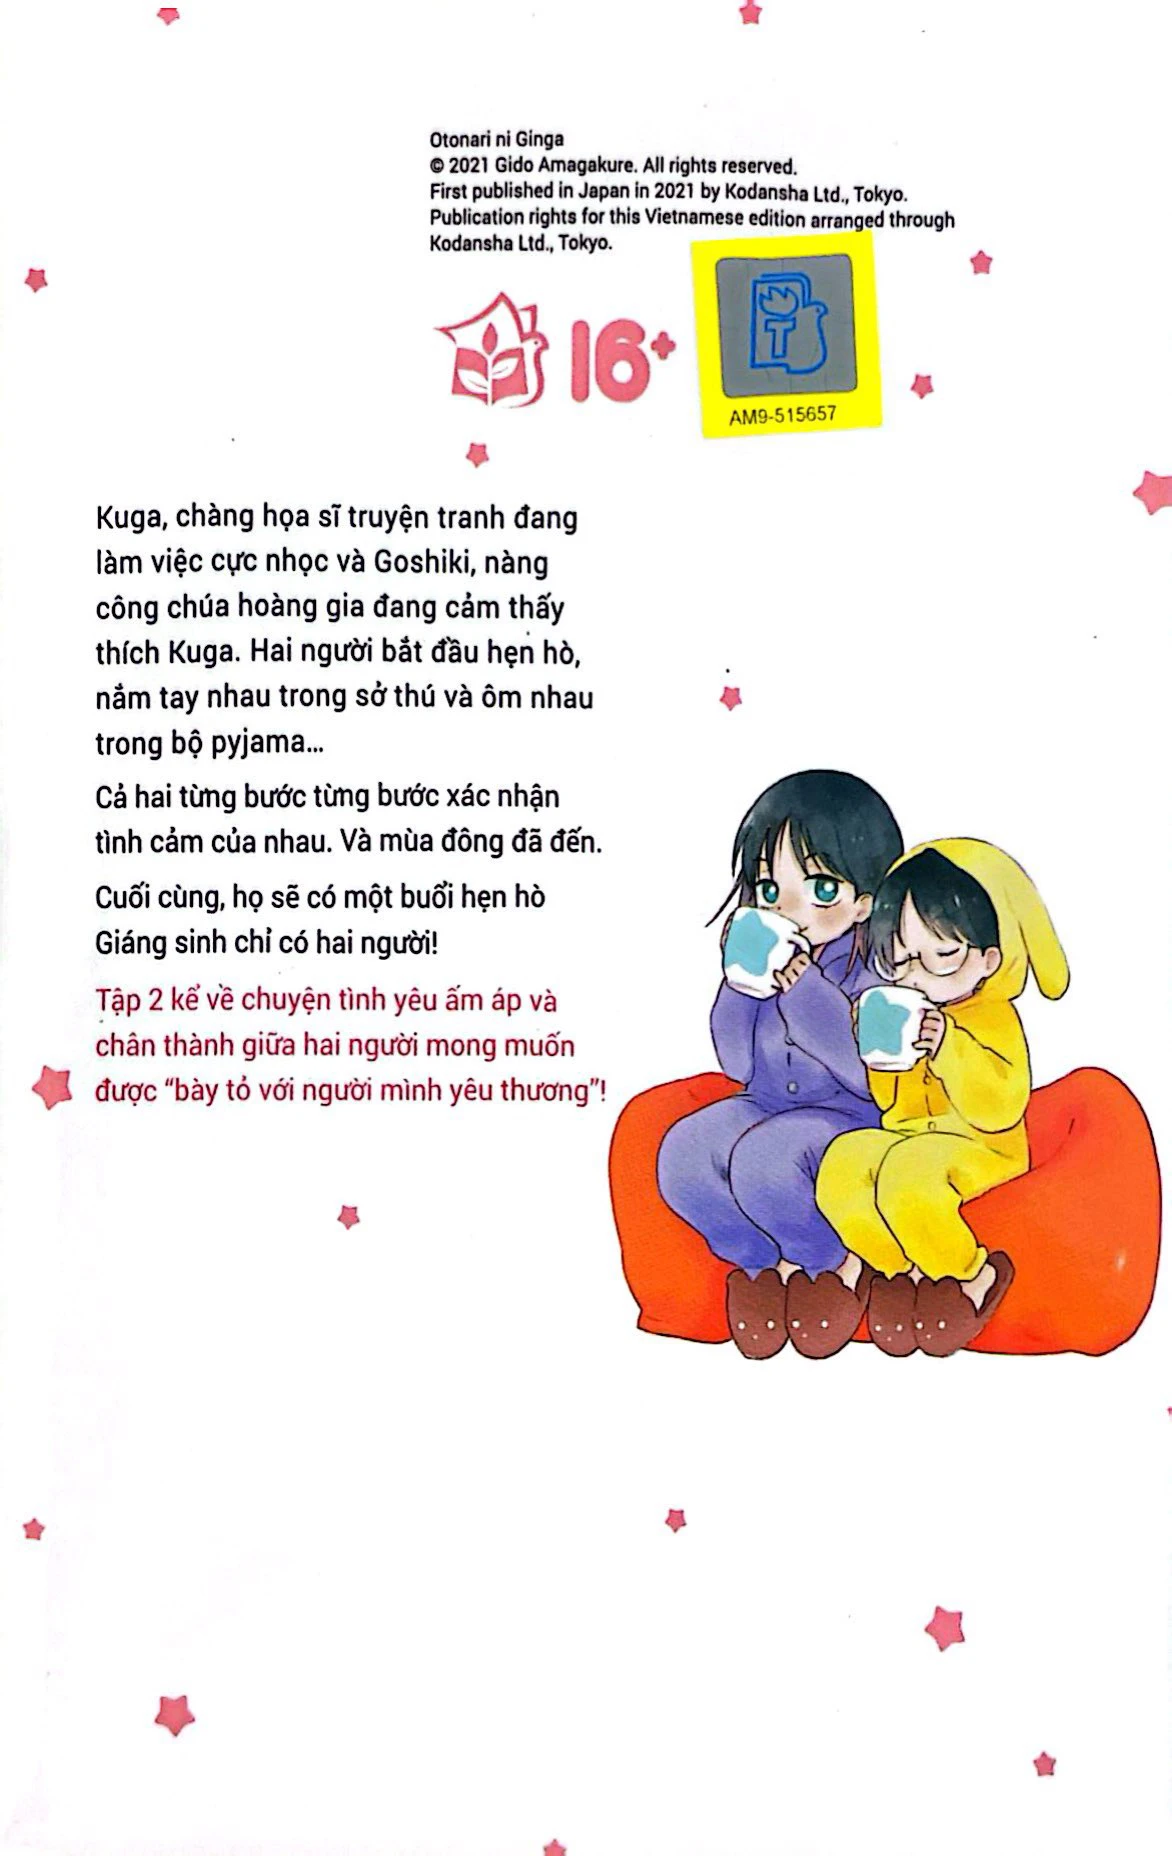 Otonari ni Ginga
© 2021 Gido Amagakure. All rights reserved.
First published in Japan in 2021 by Kodansha Ltd., Tokyo.
Publication rights for this Vietnamese edition arranged through
Kodansha Ltd., Tokyo.
16+
T
AM9-515657
Kuga, chàng họa sĩ truyện tranh đang
làm việc cực nhọc và Goshiki, nàng
công chúa hoàng gia đang cảm thấy
thích Kuga. Hai người bắt đầu hẹn hò,
nắm tay nhau trong sở thú và ôm nhau
trong bộ pyjama...
Cả hai từng bước từng bước xác nhận
tình cảm của nhau. Và mùa đông đã đến.
Cuối cùng, họ sẽ có một buổi hẹn hò
Giáng sinh chỉ có hai người!
Tập 2 kể về chuyện tình yêu ấm áp và
chân thành giữa hai người mong muốn
được “bày tỏ với người mình yêu thương”!